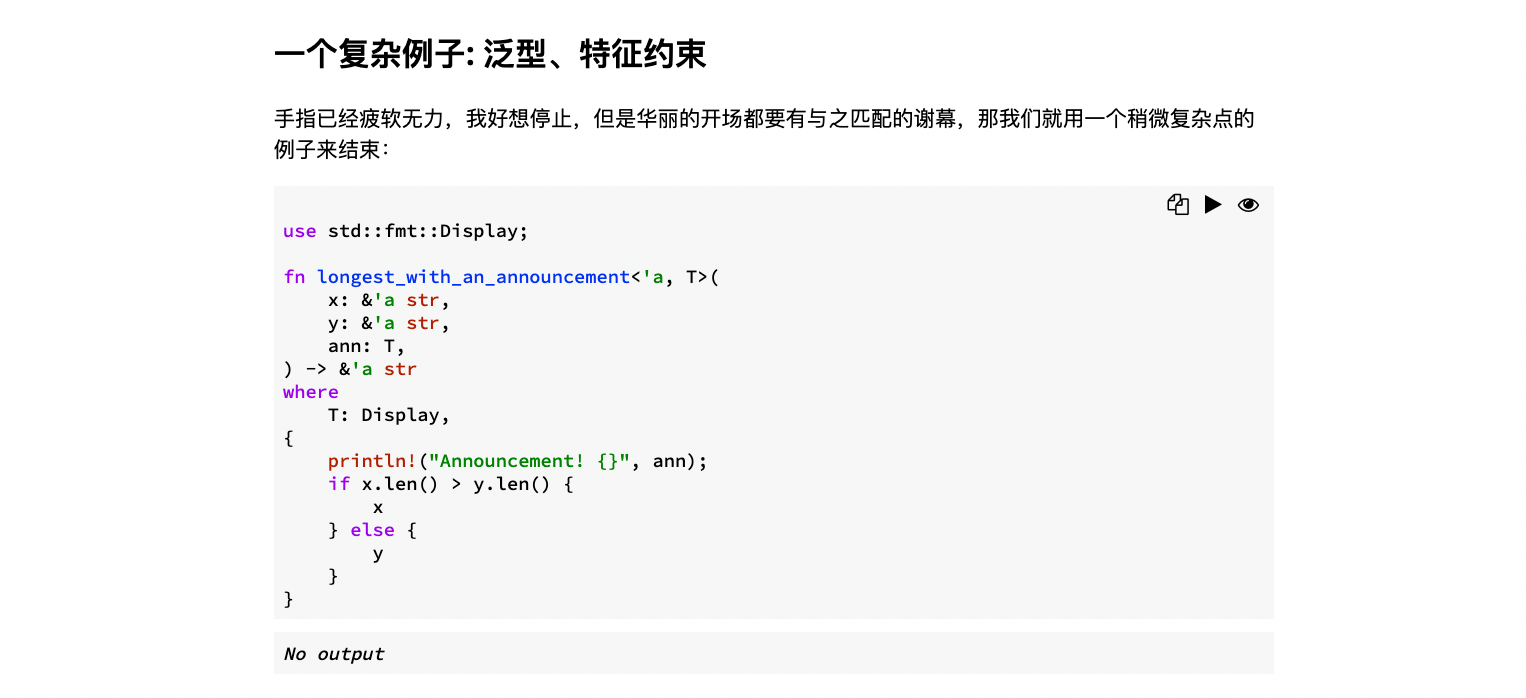 一个复杂例子: 泛型、特征约束
手指已经疲软无力，我好想停止，但是华丽的开场都要有与之匹配的谢幕，那我们就用一个稍微复杂点的
例子来结束：
use std::fmt::Display;
fn longest_with_an_announcement<'a, T>(
    x: &'a str,
    y: &'a str,
    ann: T,
) -> &'a str
where
    T: Display,
{
    println!("Announcement! {}", ann);
    if x.len() > y.len() {
        x
    } else {
        y
    }
}
No output